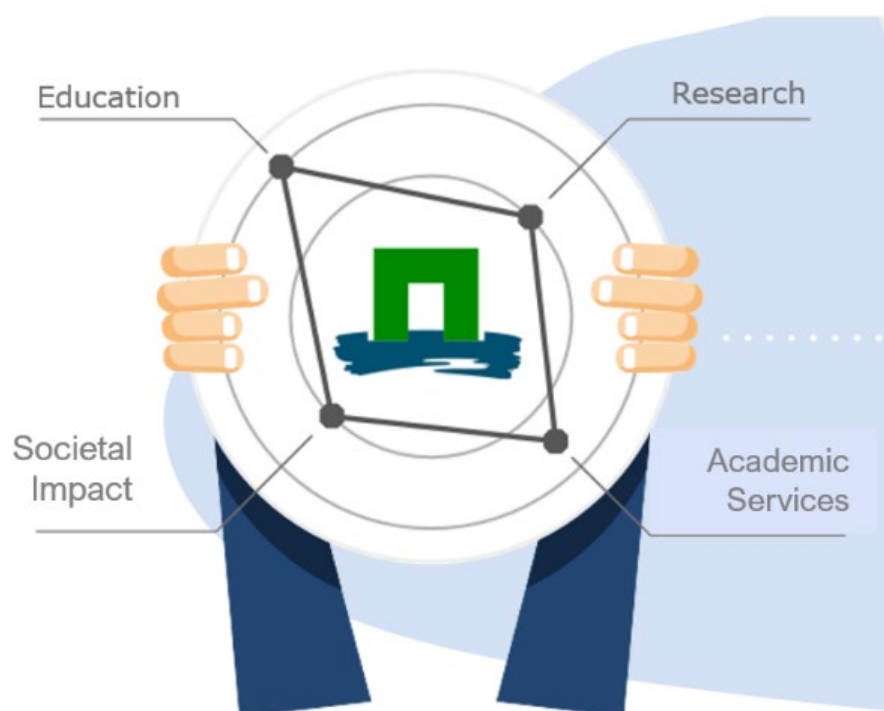 Education
Research
Societal
Impact
Academic
Services